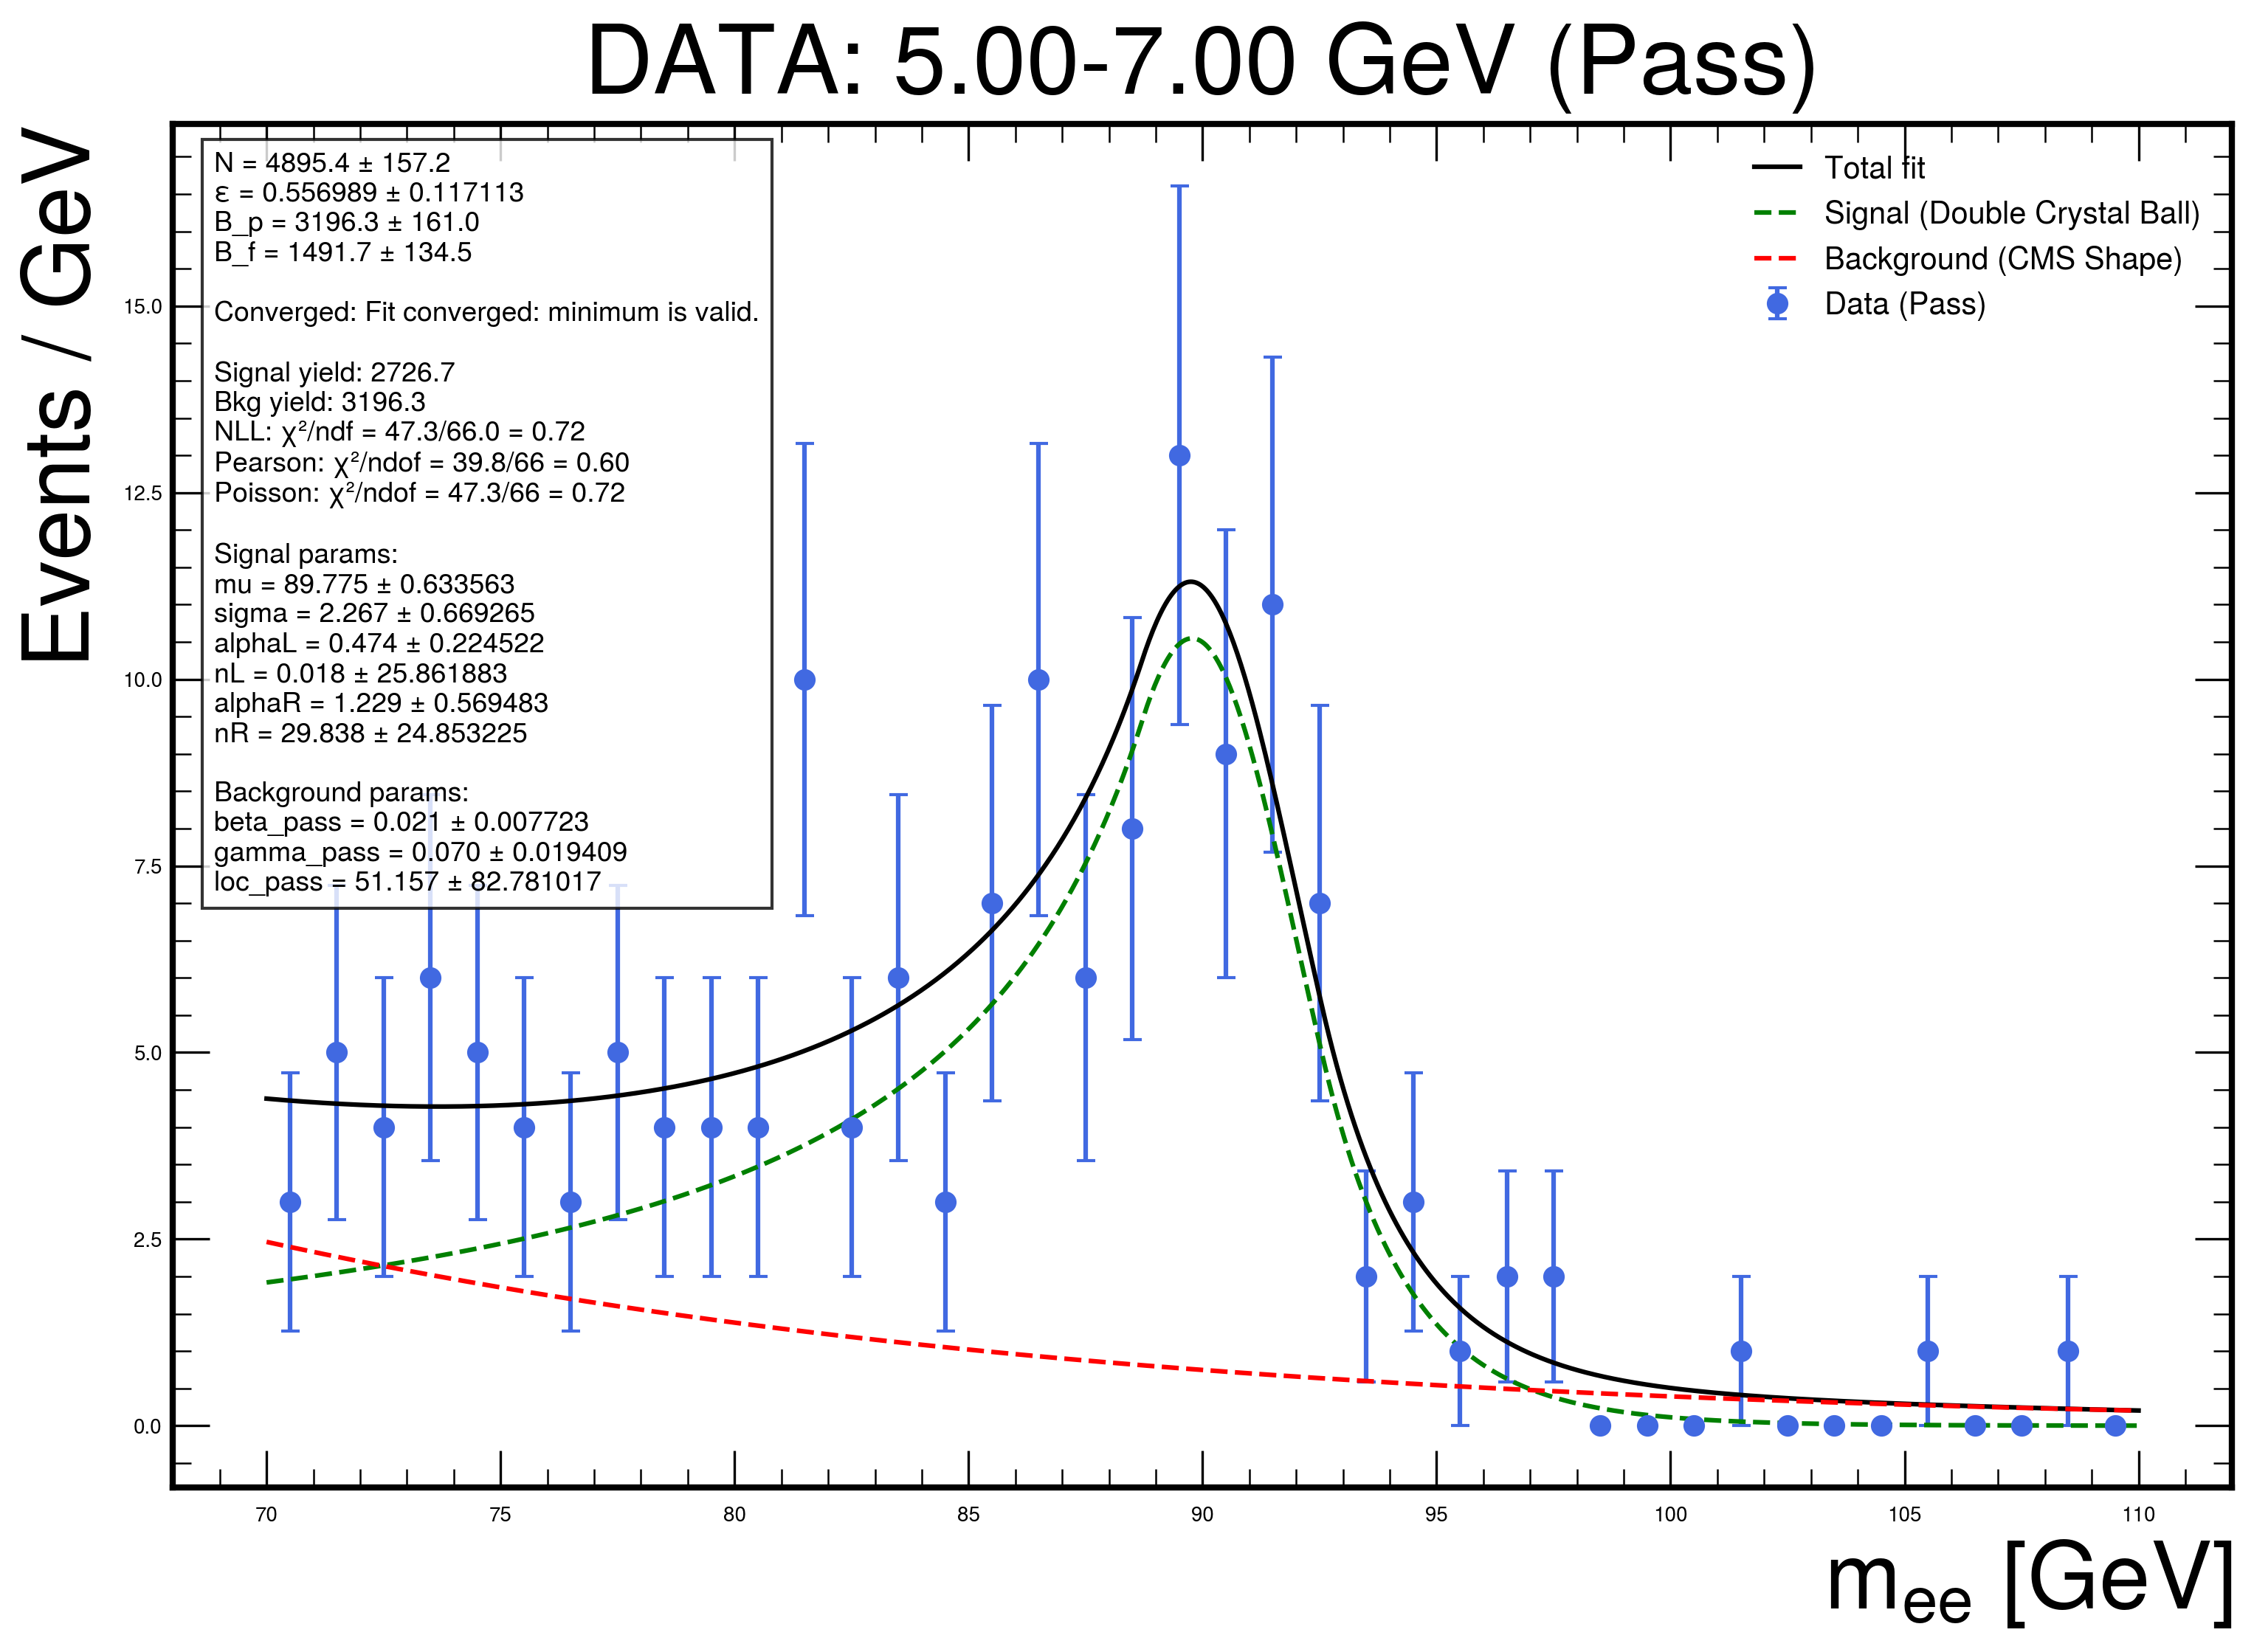 DATA: 5.00-7.00 GeV (Pass)
Events / GeV
N = 4895.4 ± 157.2
ε = 0.556989 ± 0.117113
B_p = 3196.3 ± 161.0
B_f = 1491.7 ± 134.5
Converged: Fit converged: minimum is valid.
Signal yield: 2726.7
Bkg yield: 3196.3
NLL: χ²/ndf = 47.3/66.0 = 0.72
Pearson: χ²/ndof = 39.8/66 = 0.60
Poisson: χ²/ndof = 47.3/66 = 0.72
Signal params:
mu = 89.775 ± 0.633563
sigma = 2.267 ± 0.669265
alphaL = 0.474 ± 0.224522
nL = 0.018 ± 25.861883
alphaR = 1.229 ± 0.569483
nR = 29.838 ± 24.853225
Background params:
beta_pass = 0.021 ± 0.007723
gamma_pass = 0.070 ± 0.019409
loc_pass = 51.157 ± 82.781017
Total fit
Signal (Double Crystal Ball)
Background (CMS Shape)
Data (Pass)
15.0
12.5
10.0
7.5
5.0
2.5
0.0
70 75 80 85 90 95 100 105 110
m_ee [GeV]